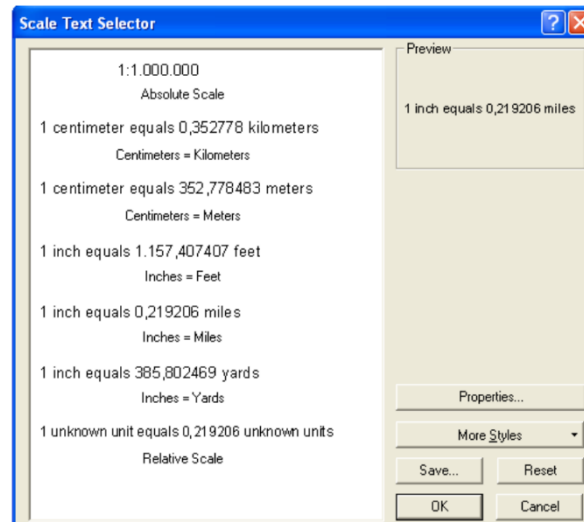 Scale Text Selector
1:1.000.000
Absolute Scale
1 centimeter equals 0,352778 kilometers
Centimeters = Kilometers
1 centimeter equals 352,778483 meters
Centimeters = Meters
1 inch equals 1.157,407407 feet
Inches = Feet
1 inch equals 0,219206 miles
Inches = Miles
1 inch equals 385,802469 yards
Inches = Yards
1 unknown unit equals 0,219206 unknown units
Relative Scale
Preview
1 inch equals 0,219206 miles
Properties...
More Styles
Save...
Reset
OK
Cancel